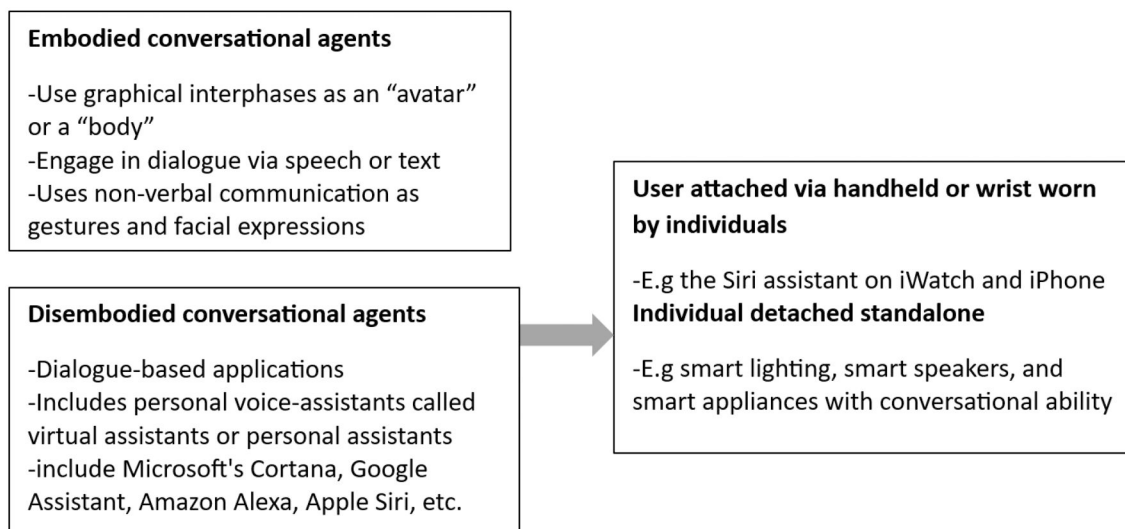 Embodied conversational agents
-Use graphical interphases as an “avatar”
or a “body”
-Engage in dialogue via speech or text
-Uses non-verbal communication as
gestures and facial expressions
Disembodied conversational agents
-Dialogue-based applications
-Includes personal voice-assistants called
virtual assistants or personal assistants
-include Microsoft's Cortana, Google
Assistant, Amazon Alexa, Apple Siri, etc.
User attached via handheld or wrist worn
by individuals
-E.g the Siri assistant on iWatch and iPhone
Individual detached standalone
-E.g smart lighting, smart speakers, and
smart appliances with conversational ability